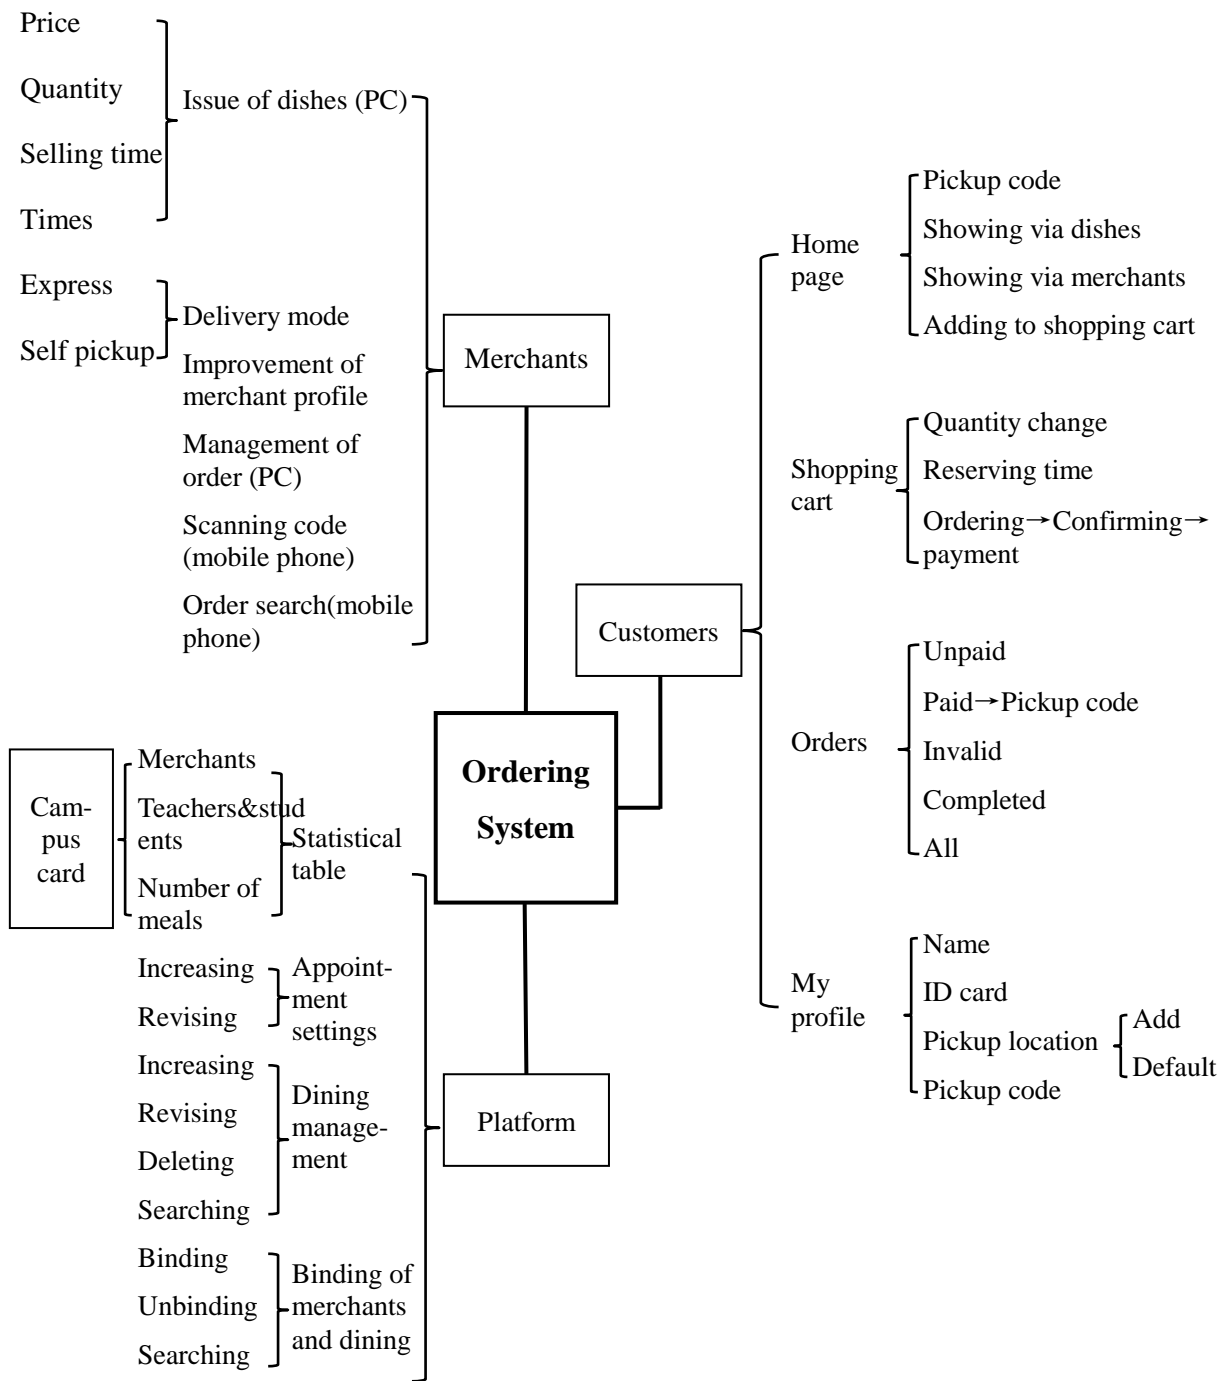 Price
Quantity
Selling time
Times
Issue of dishes (PC)
Express
Self pickup
Delivery mode
Improvement of
merchant profile
Management of
order (PC)
Scanning code
(mobile phone)
Order search(mobile
phone)
Merchants
Home
page
Pickup code
Showing via dishes
Showing via merchants
Adding to shopping cart
Shopping
cart
Quantity change
Reserving time
Ordering→Confirming→
payment
Customers
Orders
Unpaid
Paid→Pickup code
Invalid
Completed
All
My
profile
Name
ID card
Pickup location
Add
Default
Pickup code
Ordering
System
Cam-
pus
card
Merchants
Teachers&stud
ents
Number of
meals
Statistical
table
Increasing
Revising
Appoint-
ment
settings
Increasing
Revising
Deleting
Searching
Dining
manage-
ment
Binding
Unbinding
Searching
Binding of
merchants
and dining
Platform